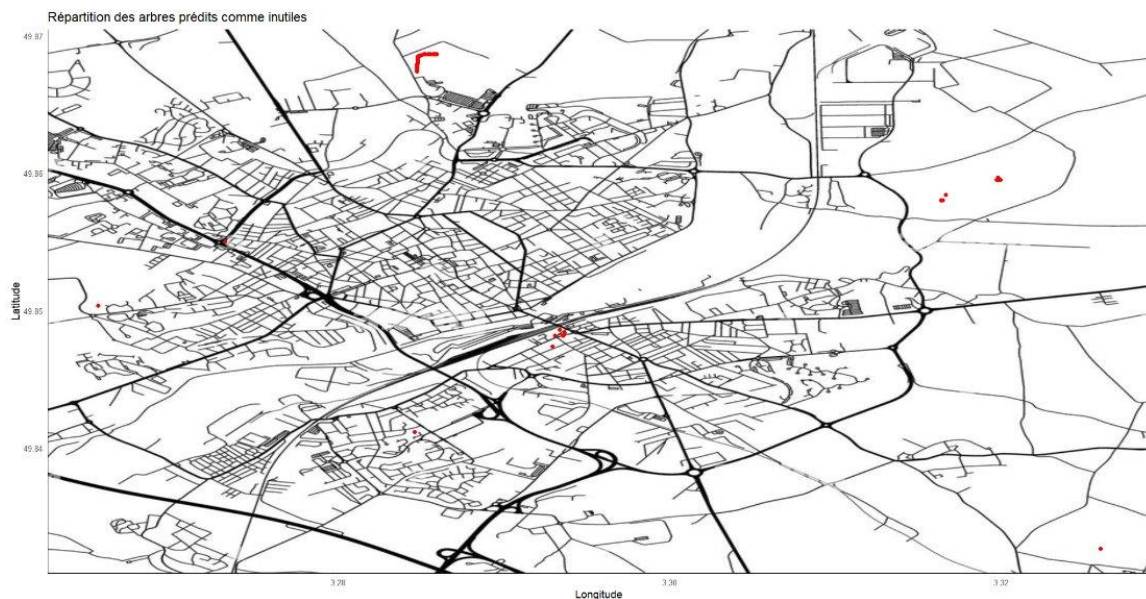 Répartition des arbres prédits comme inutiles
49.87
49.86
49.85
49.84
Latitude
3.28
3.30
3.32
Longitude